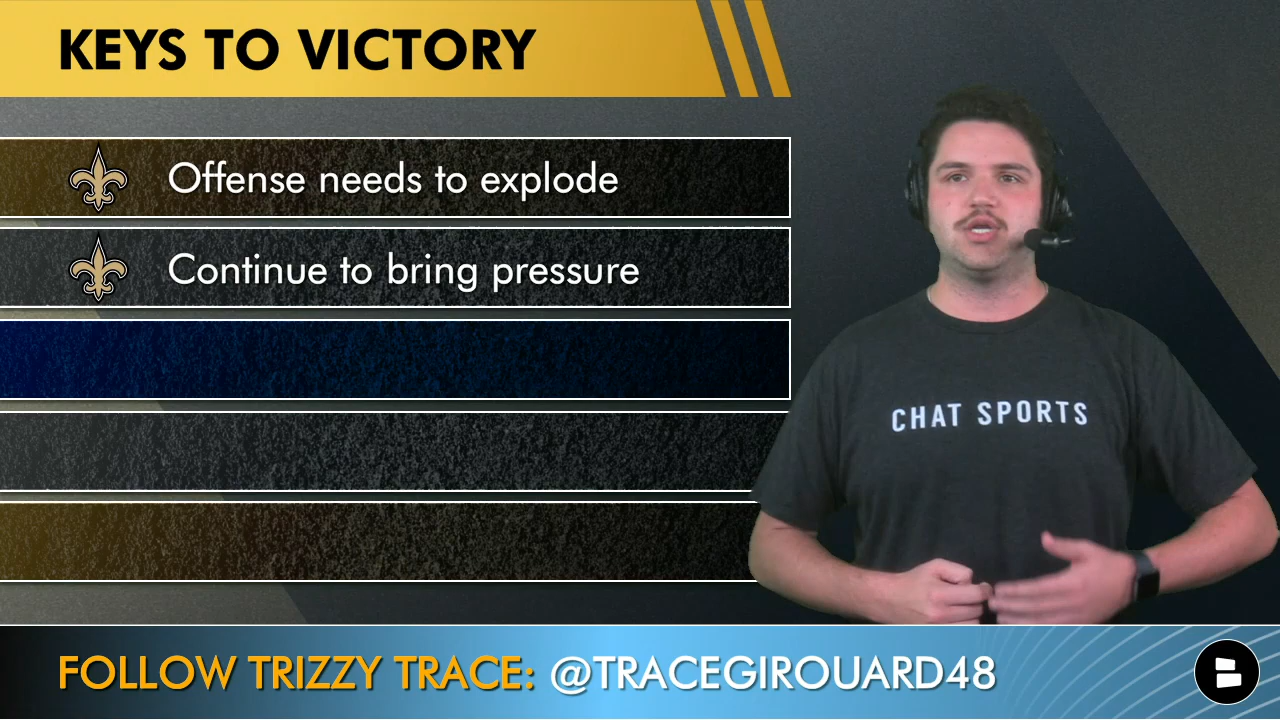 KEYS TO VICTORY
Offense needs to explode
Continue to bring pressure
CHAT SPORTS
FOLLOW TRIZZY TRACE: @TRACEGIROUARD48